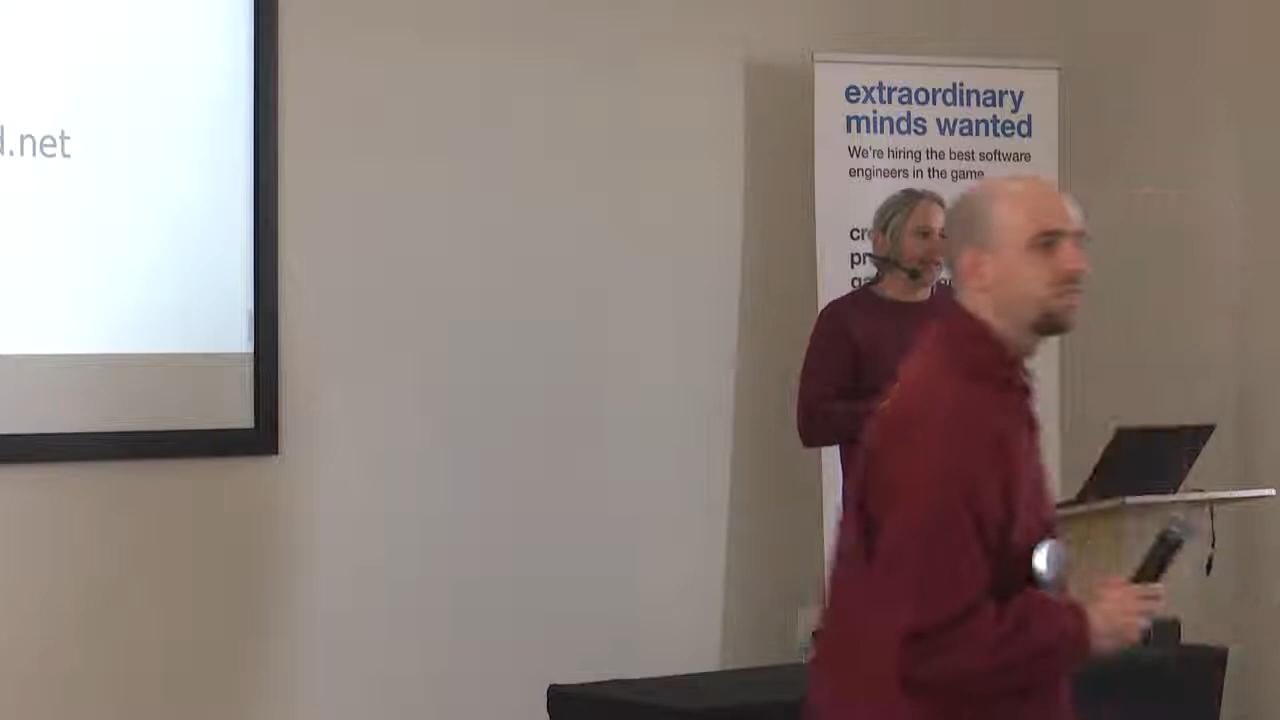 .net
extraordinary
minds wanted
We're hiring the best software
engineers in the game